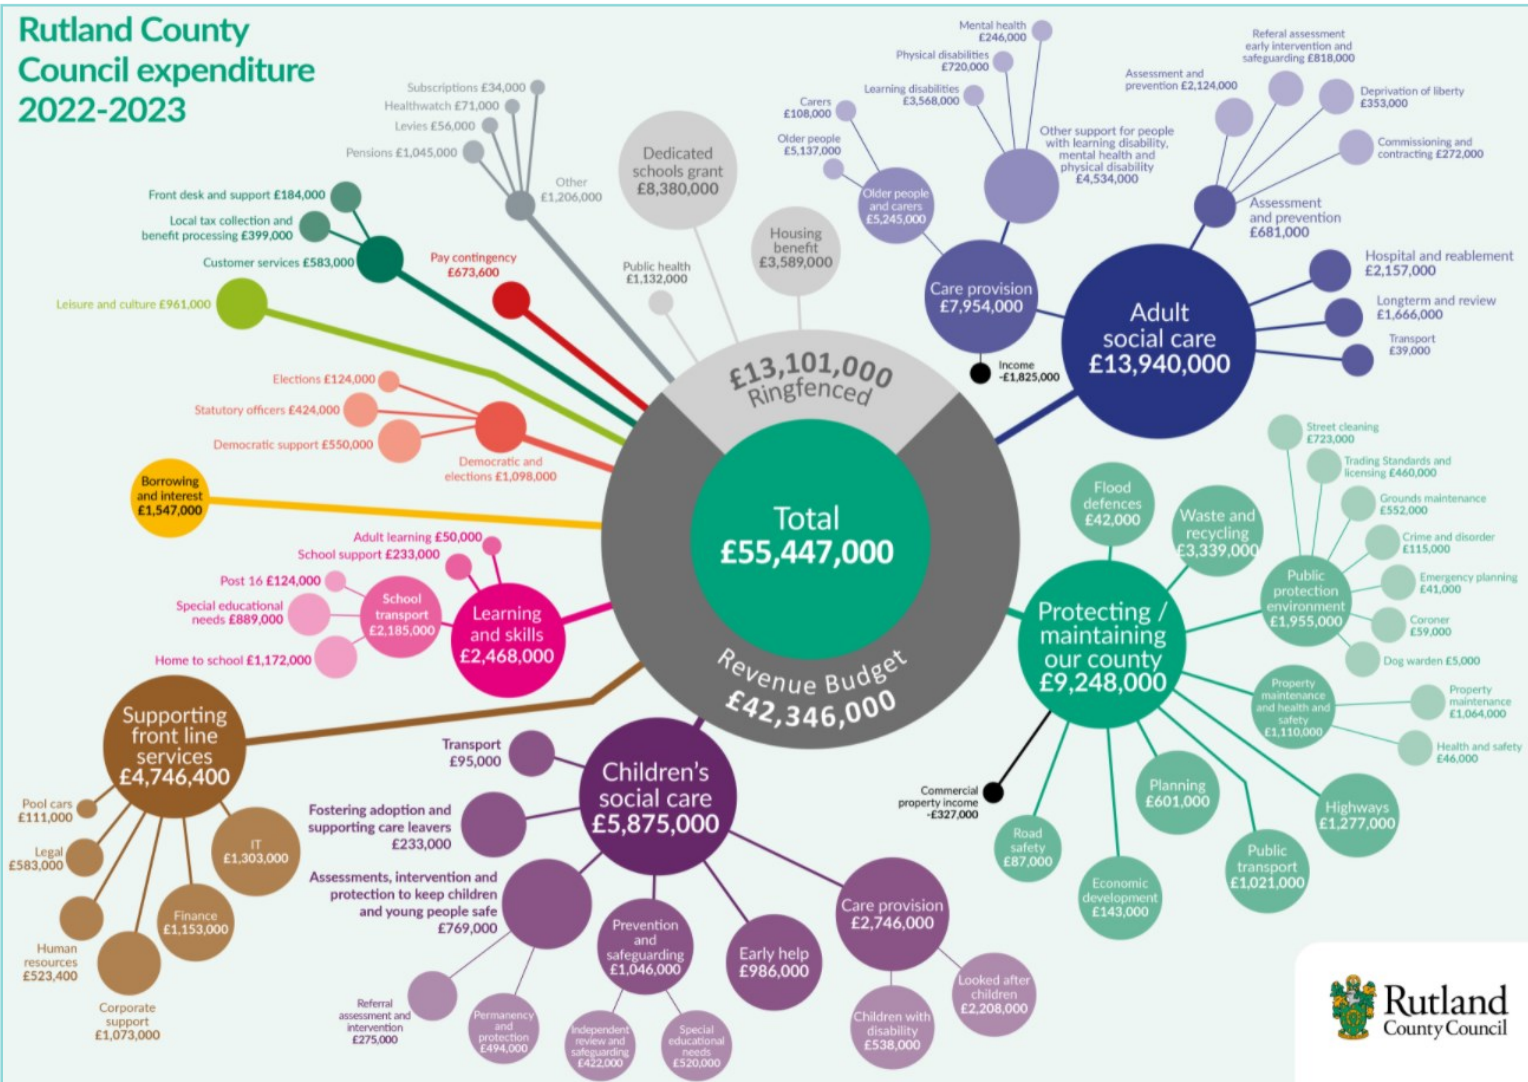 Rutland County
Council expenditure
2022-2023
Subscriptions £34,000
Healthwatch £71,000
Levies £56,000
Pensions £1,045,000
Other
£1,206,000
Front desk and support £184,000
Local tax collection and
benefit processing £399,000
Customer services £583,000
Pay contingency
£673,600
Leisure and culture £961,000
Elections £124,000
Statutory officers £424,000
Democratic support £550,000
Democratic and
elections £1,098,000
Borrowing
and interest
£1,547,000
Adult learning £50,000
School support £233,000
Post 16 £124,000
Special educational
needs £889,000
Home to school £1,172,000
School
transport
£2,185,000
Learning
and skills
£2,468,000
Supporting
front line
services
£4,746,400
Pool cars
£111,000
Legal
£583,000
Human
resources
£523,400
Corporate
support
£1,073,000
Finance
£1,153,000
IT
£1,303,000
Dedicated
schools grant
£8,380,000
Housing
benefit
£3,589,000
Public health
£1,132,000
£13,101,000
Ringfenced
Total
£55,447,000
Revenue Budget
£42,346,000
Mental health
£246,000
Physical disabilities
£720,000
Learning disabilities
£3,568,000
Carers
£108,000
Older people
£5,137,000
Older people
and carers
£5,245,000
Other support for people
with learning disability,
mental health and
physical disability
£4,534,000
Care provision
£7,954,000
Income
-£1,825,000
Adult
social care
£13,940,000
Referal assessment
early intervention and
safeguarding £818,000
Assessment and
prevention £2,124,000
Deprivation of liberty
£353,000
Commissioning and
contracting £272,000
Assessment
and prevention
£681,000
Hospital and reablement
£2,157,000
Longterm and review
£1,666,000
Transport
£39,000
Flood
defences
£42,000
Waste and
recycling
£3,339,000
Street cleaning
£723,000
Trading Standards and
licensing £460,000
Grounds maintenance
£552,000
Crime and disorder
£115,000
Emergency planning
£41,000
Coroner
£59,000
Dog warden £5,000
Public
protection
environment
£1,955,000
Protecting /
maintaining
our county
£9,248,000
Property
maintenance
and health and
safety
£1,110,000
Property
maintenance
£1,064,000
Health and safety
£46,000
Highways
£1,277,000
Planning
£601,000
Public
transport
£1,021,000
Economic
development
£143,000
Road
safety
£87,000
Commercial
property income
-£327,000
Children's
social care
£5,875,000
Transport
£95,000
Fostering adoption and
supporting care leavers
£233,000
Assessments, intervention and
protection to keep children
and young people safe
£769,000
Referral
assessment and
intervention
£275,000
Permanency
and
protection
£494,000
Prevention
and
safeguarding
£1,046,000
Independent
review and
safeguarding
£422,000
Special
educational
needs
£520,000
Early help
£986,000
Care provision
£2,746,000
Children with
disability
£538,000
Looked after
children
£2,208,000
Rutland
County Council